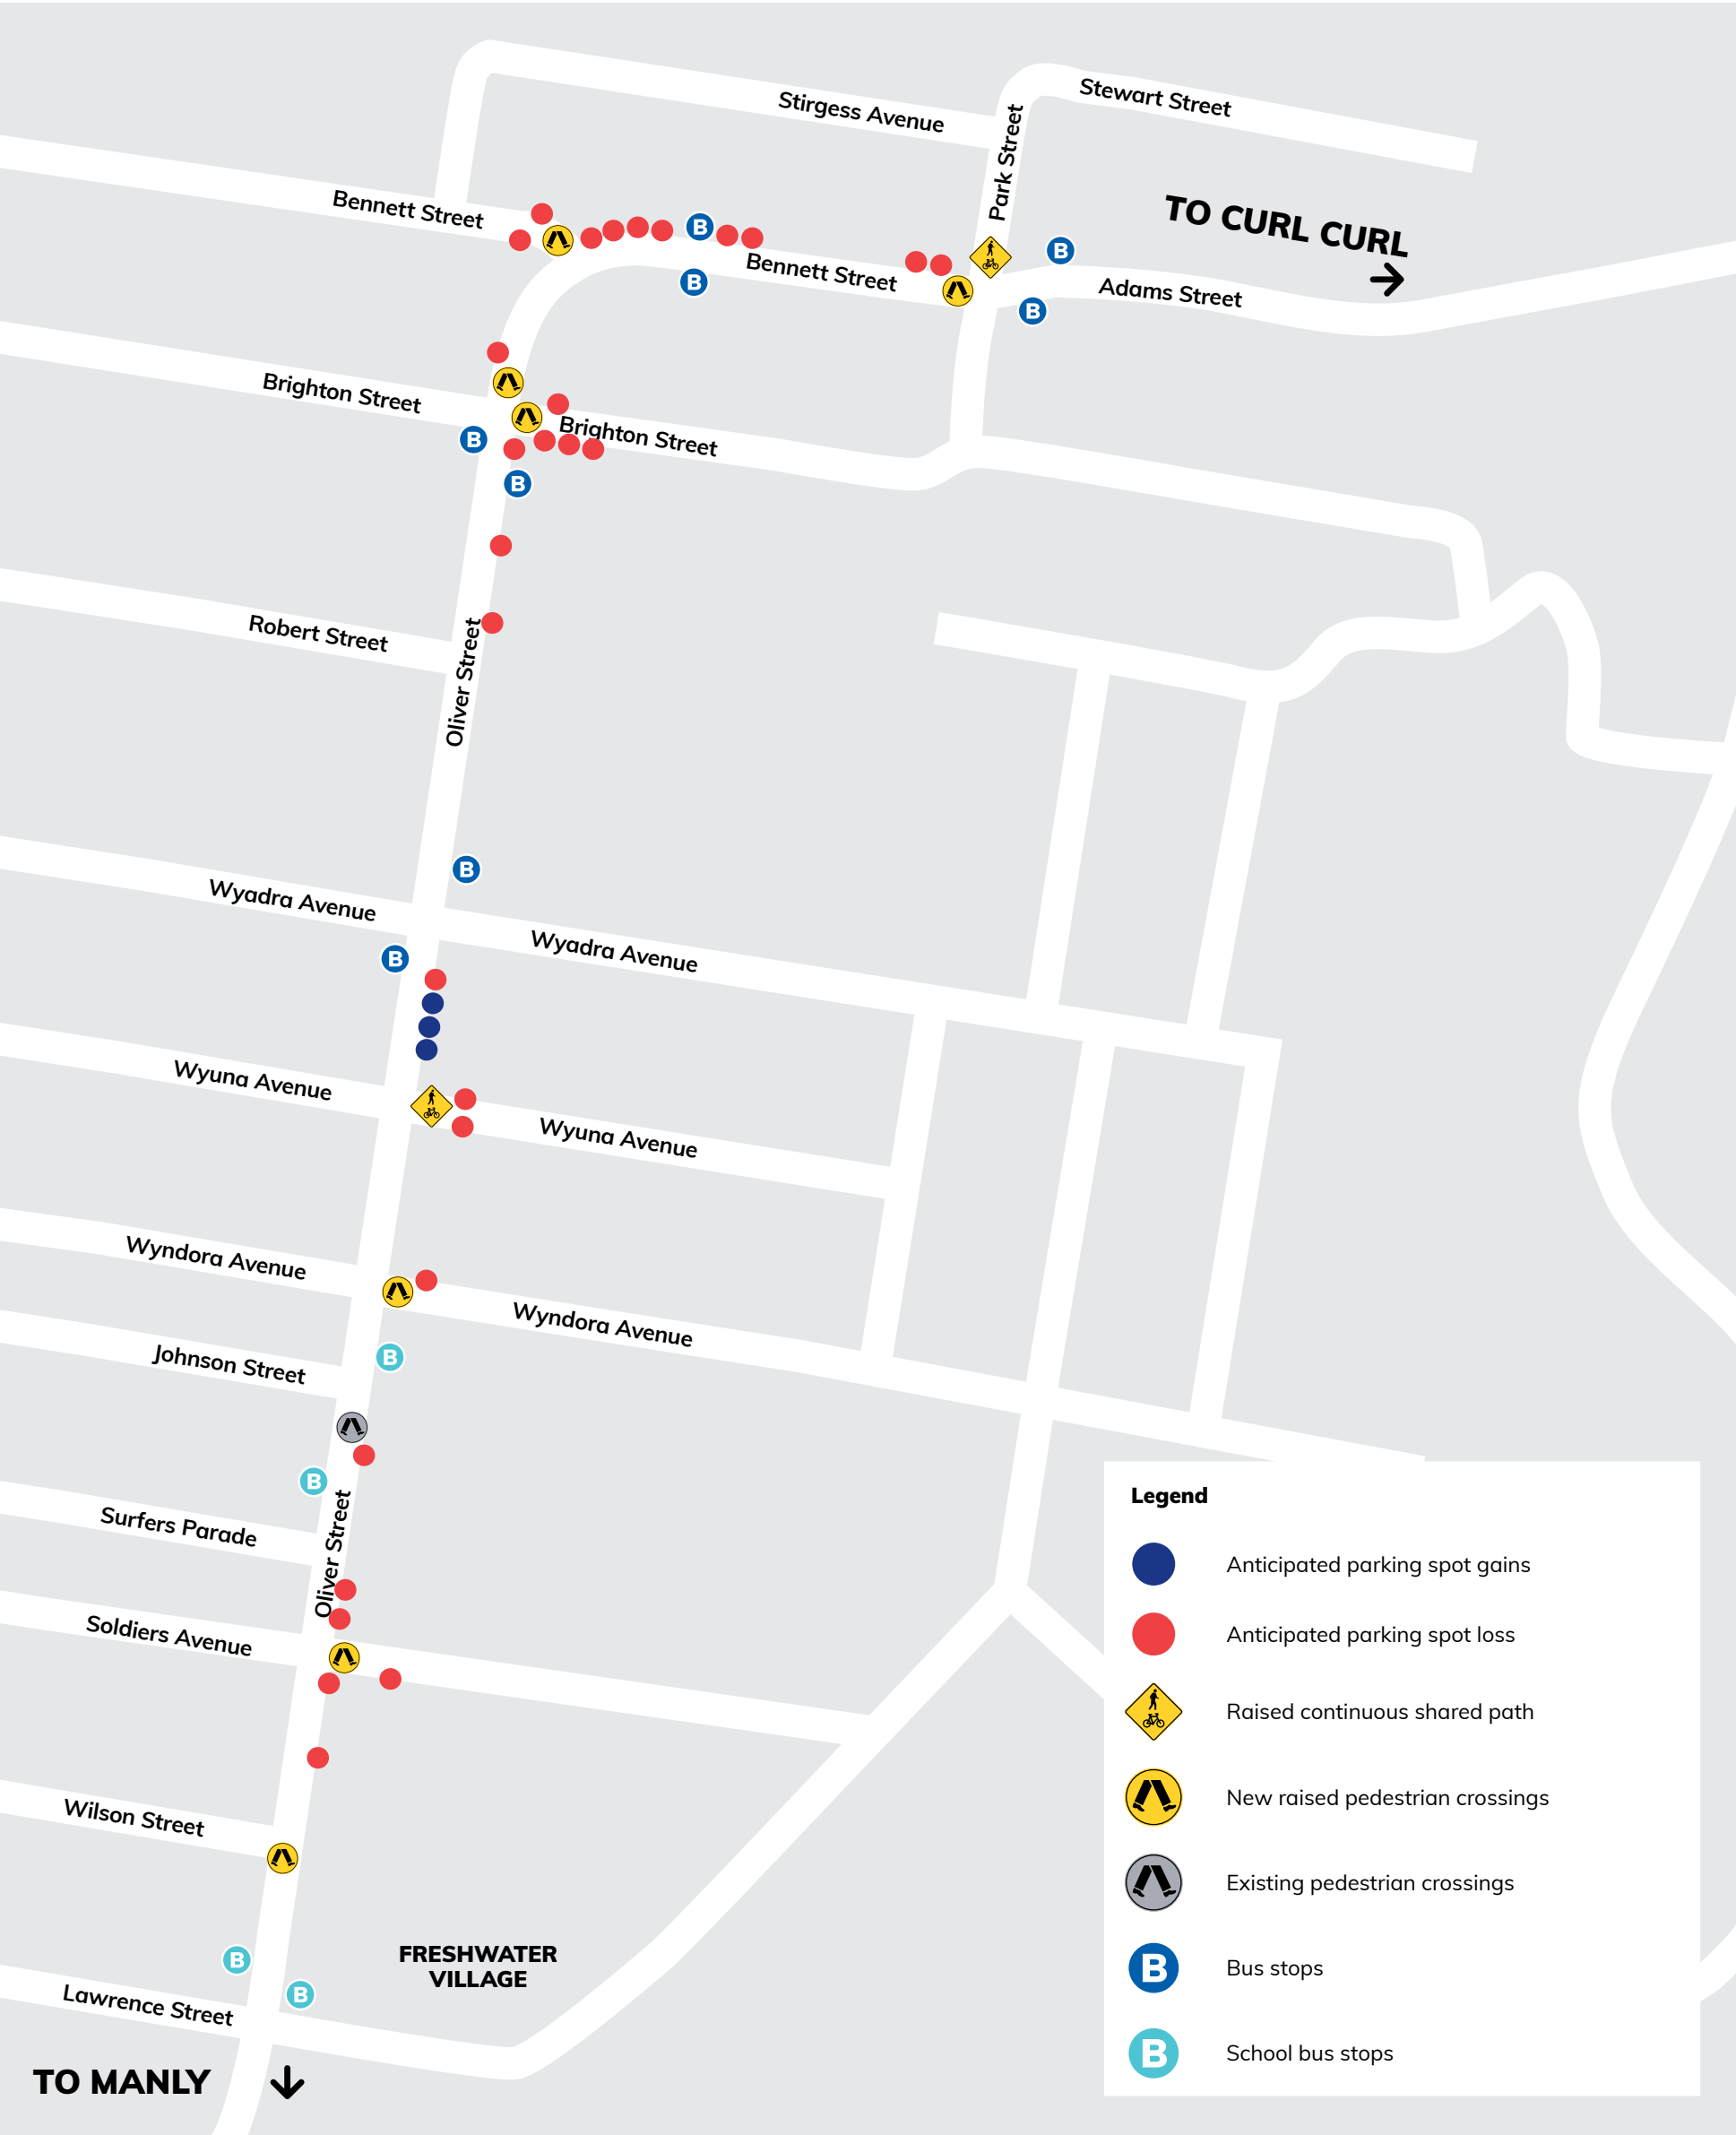 Stewart Street
Stirgess Avenue
Park Street
TO CURL CURL
Bennett Street
B
B
Bennett Street
B
Adams Street
B
Brighton Street
Brighton Street
B
B
Robert Street
Oliver Street
B
Wyadra Avenue
Wyadra Avenue
B
Wyuna Avenue
Wyuna Avenue
Wyndora Avenue
Wyndora Avenue
Johnson Street
B
B
Oliver Street
Surfers Parade
Soldiers Avenue
Wilson Street
B
B
FRESHWATER
VILLAGE
Lawrence Street
TO MANLY
Legend
Anticipated parking spot gains
Anticipated parking spot loss
Raised continuous shared path
New raised pedestrian crossings
Existing pedestrian crossings
B Bus stops
B School bus stops